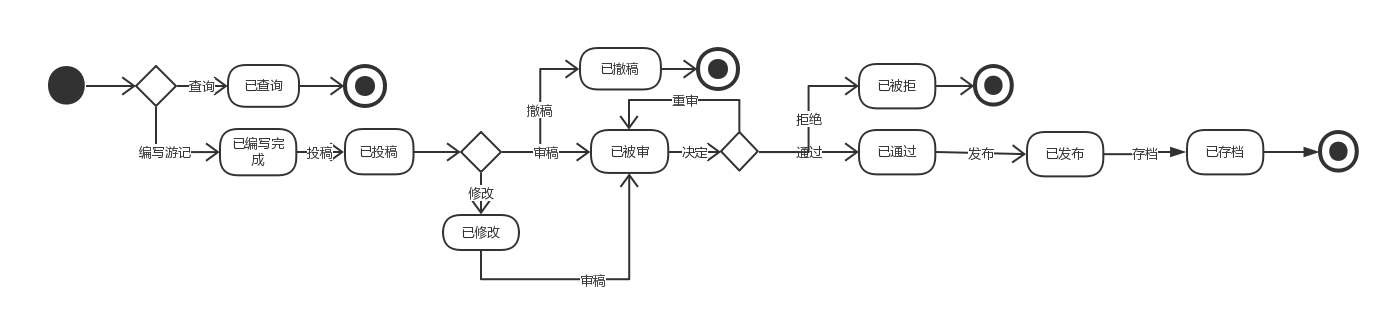 查询
已查询
编写游记
已编写完
成
投稿
已投稿
撤稿
已撤稿
审稿
修改
已修改
审稿
已被审
重审
决定
拒绝
已被拒
通过
已通过
发布
已发布
存档
已存档